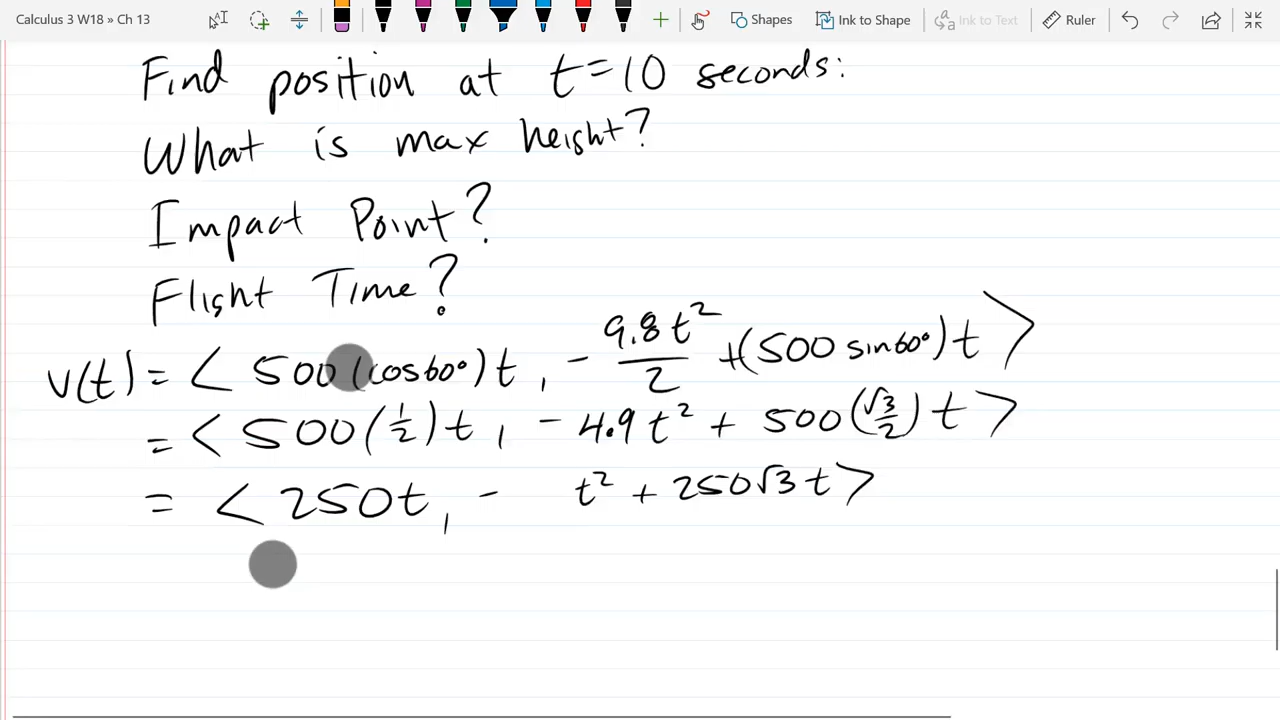 Calculus 3 W18 » Ch 13 Shapes Ink to Shape Ink to Text Ruler
Find position at t=10 seconds:
What is max height?
Impact Point?
Flight Time?
v(t) = < 500 (cos60°) t, - 9.8t²/2 + (500 sin60°) t >
= < 500 (1/2) t, - 4.9t² + 500 (√3/2) t >
= < 250t, - t² + 250√3 t >